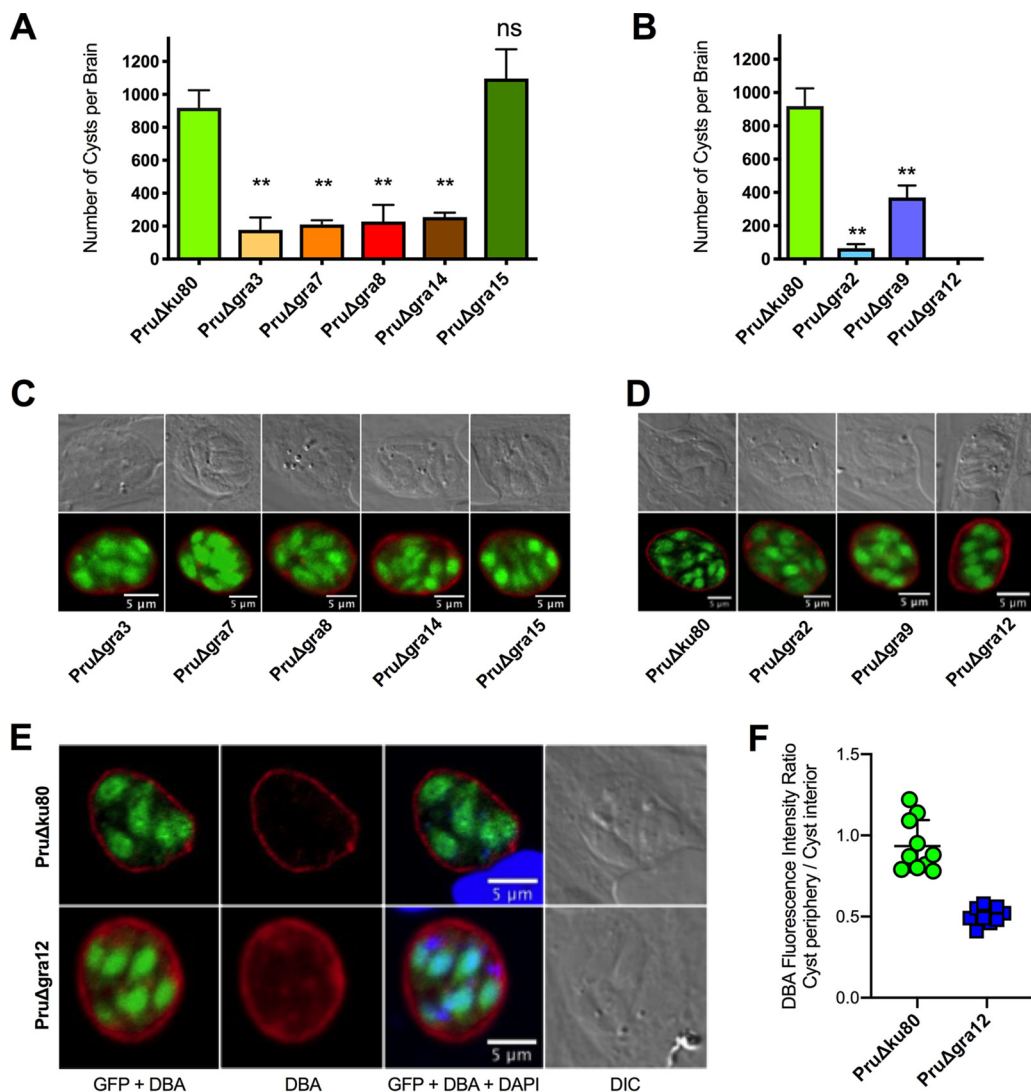 A
Number of Cysts per Brain
1200
1000
800
600
400
200
0
** ** ** ** ns
PruΔku80 PruΔgra3 PruΔgra7 PruΔgra8 PruΔgra14 PruΔgra15
B
Number of Cysts per Brain
1200
1000
800
600
400
200
0
** **
PruΔku80 PruΔgra2 PruΔgra9 PruΔgra12
C
5 µm 5 µm 5 µm 5 µm 5 µm
PruΔgra3 PruΔgra7 PruΔgra8 PruΔgra14 PruΔgra15
D
5 µm 5 µm 5 µm 5 µm
PruΔku80 PruΔgra2 PruΔgra9 PruΔgra12
E
PruΔku80
5 µm
PruΔgra12
5 µm
GFP + DBA DBA GFP + DBA + DAPI DIC
F
DBA Fluorescence Intensity Ratio
Cyst periphery / Cyst interior
1.5
1.0
0.5
0.0
PruΔku80 PruΔgra12